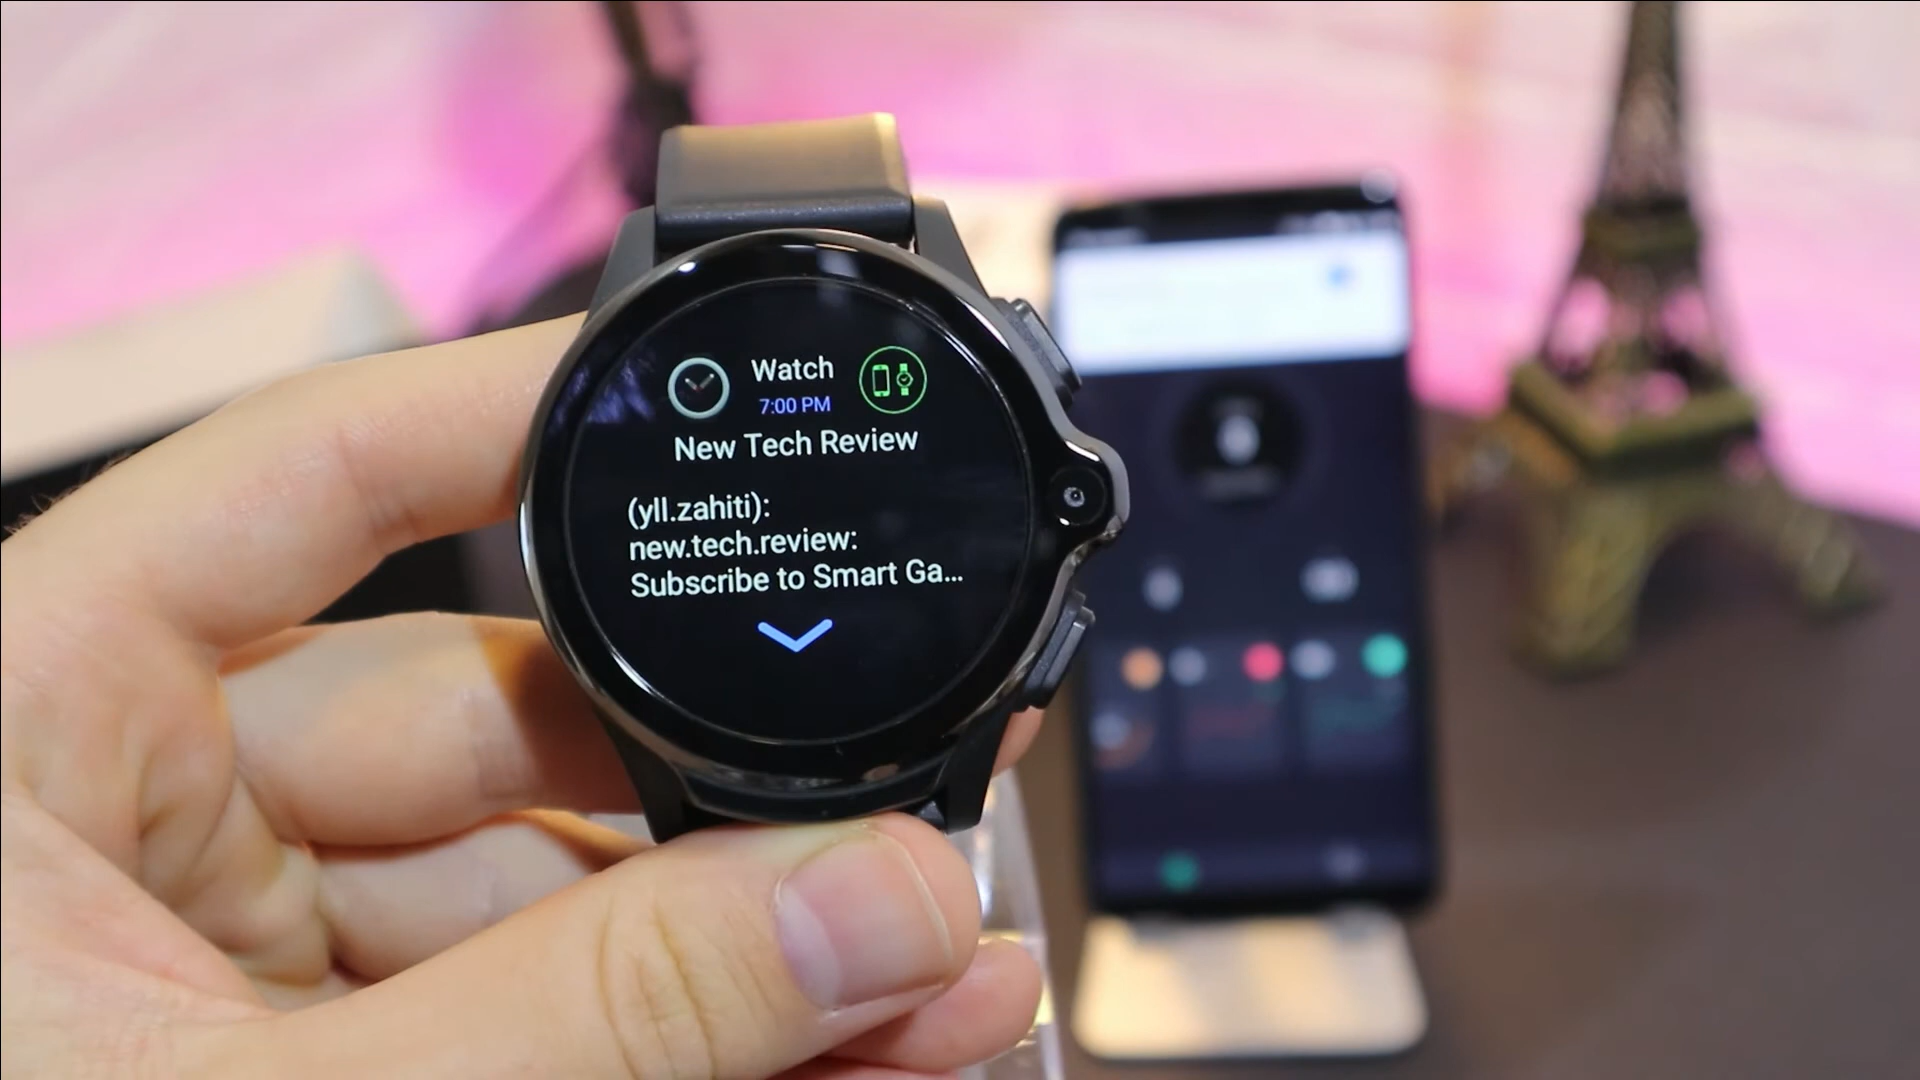 Watch
7:00 PM
New Tech Review
(yll.zahiti):
new.tech.review:
Subscribe to Smart Ga...